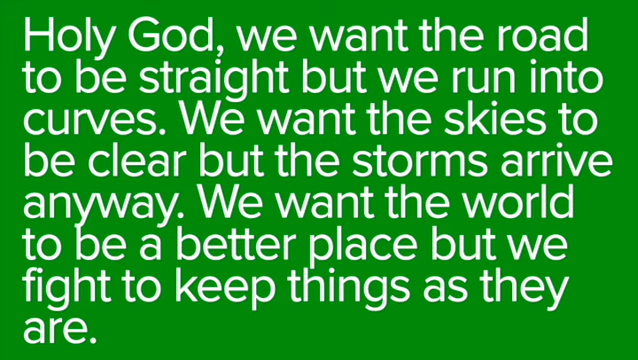 Holy God, we want the road
to be straight but we run into
curves. We want the skies to
be clear but the storms arrive
anyway. We want the world
to be a better place but we
fight to keep things as they
are.